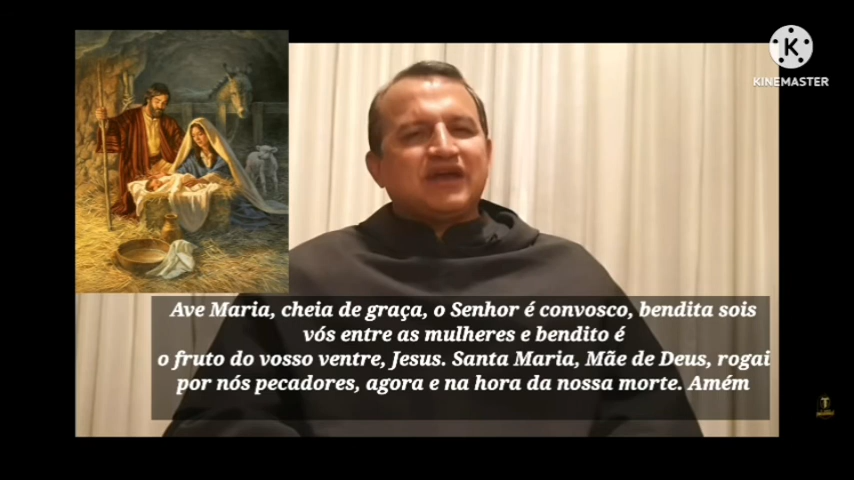 KINEMASTER
Ave Maria, cheia de graça, o Senhor é convosco, bendita sois
vós entre as mulheres e bendito é
o fruto do vosso ventre, Jesus. Santa Maria, Mãe de Deus, rogai
por nós pecadores, agora e na hora da nossa morte. Amém